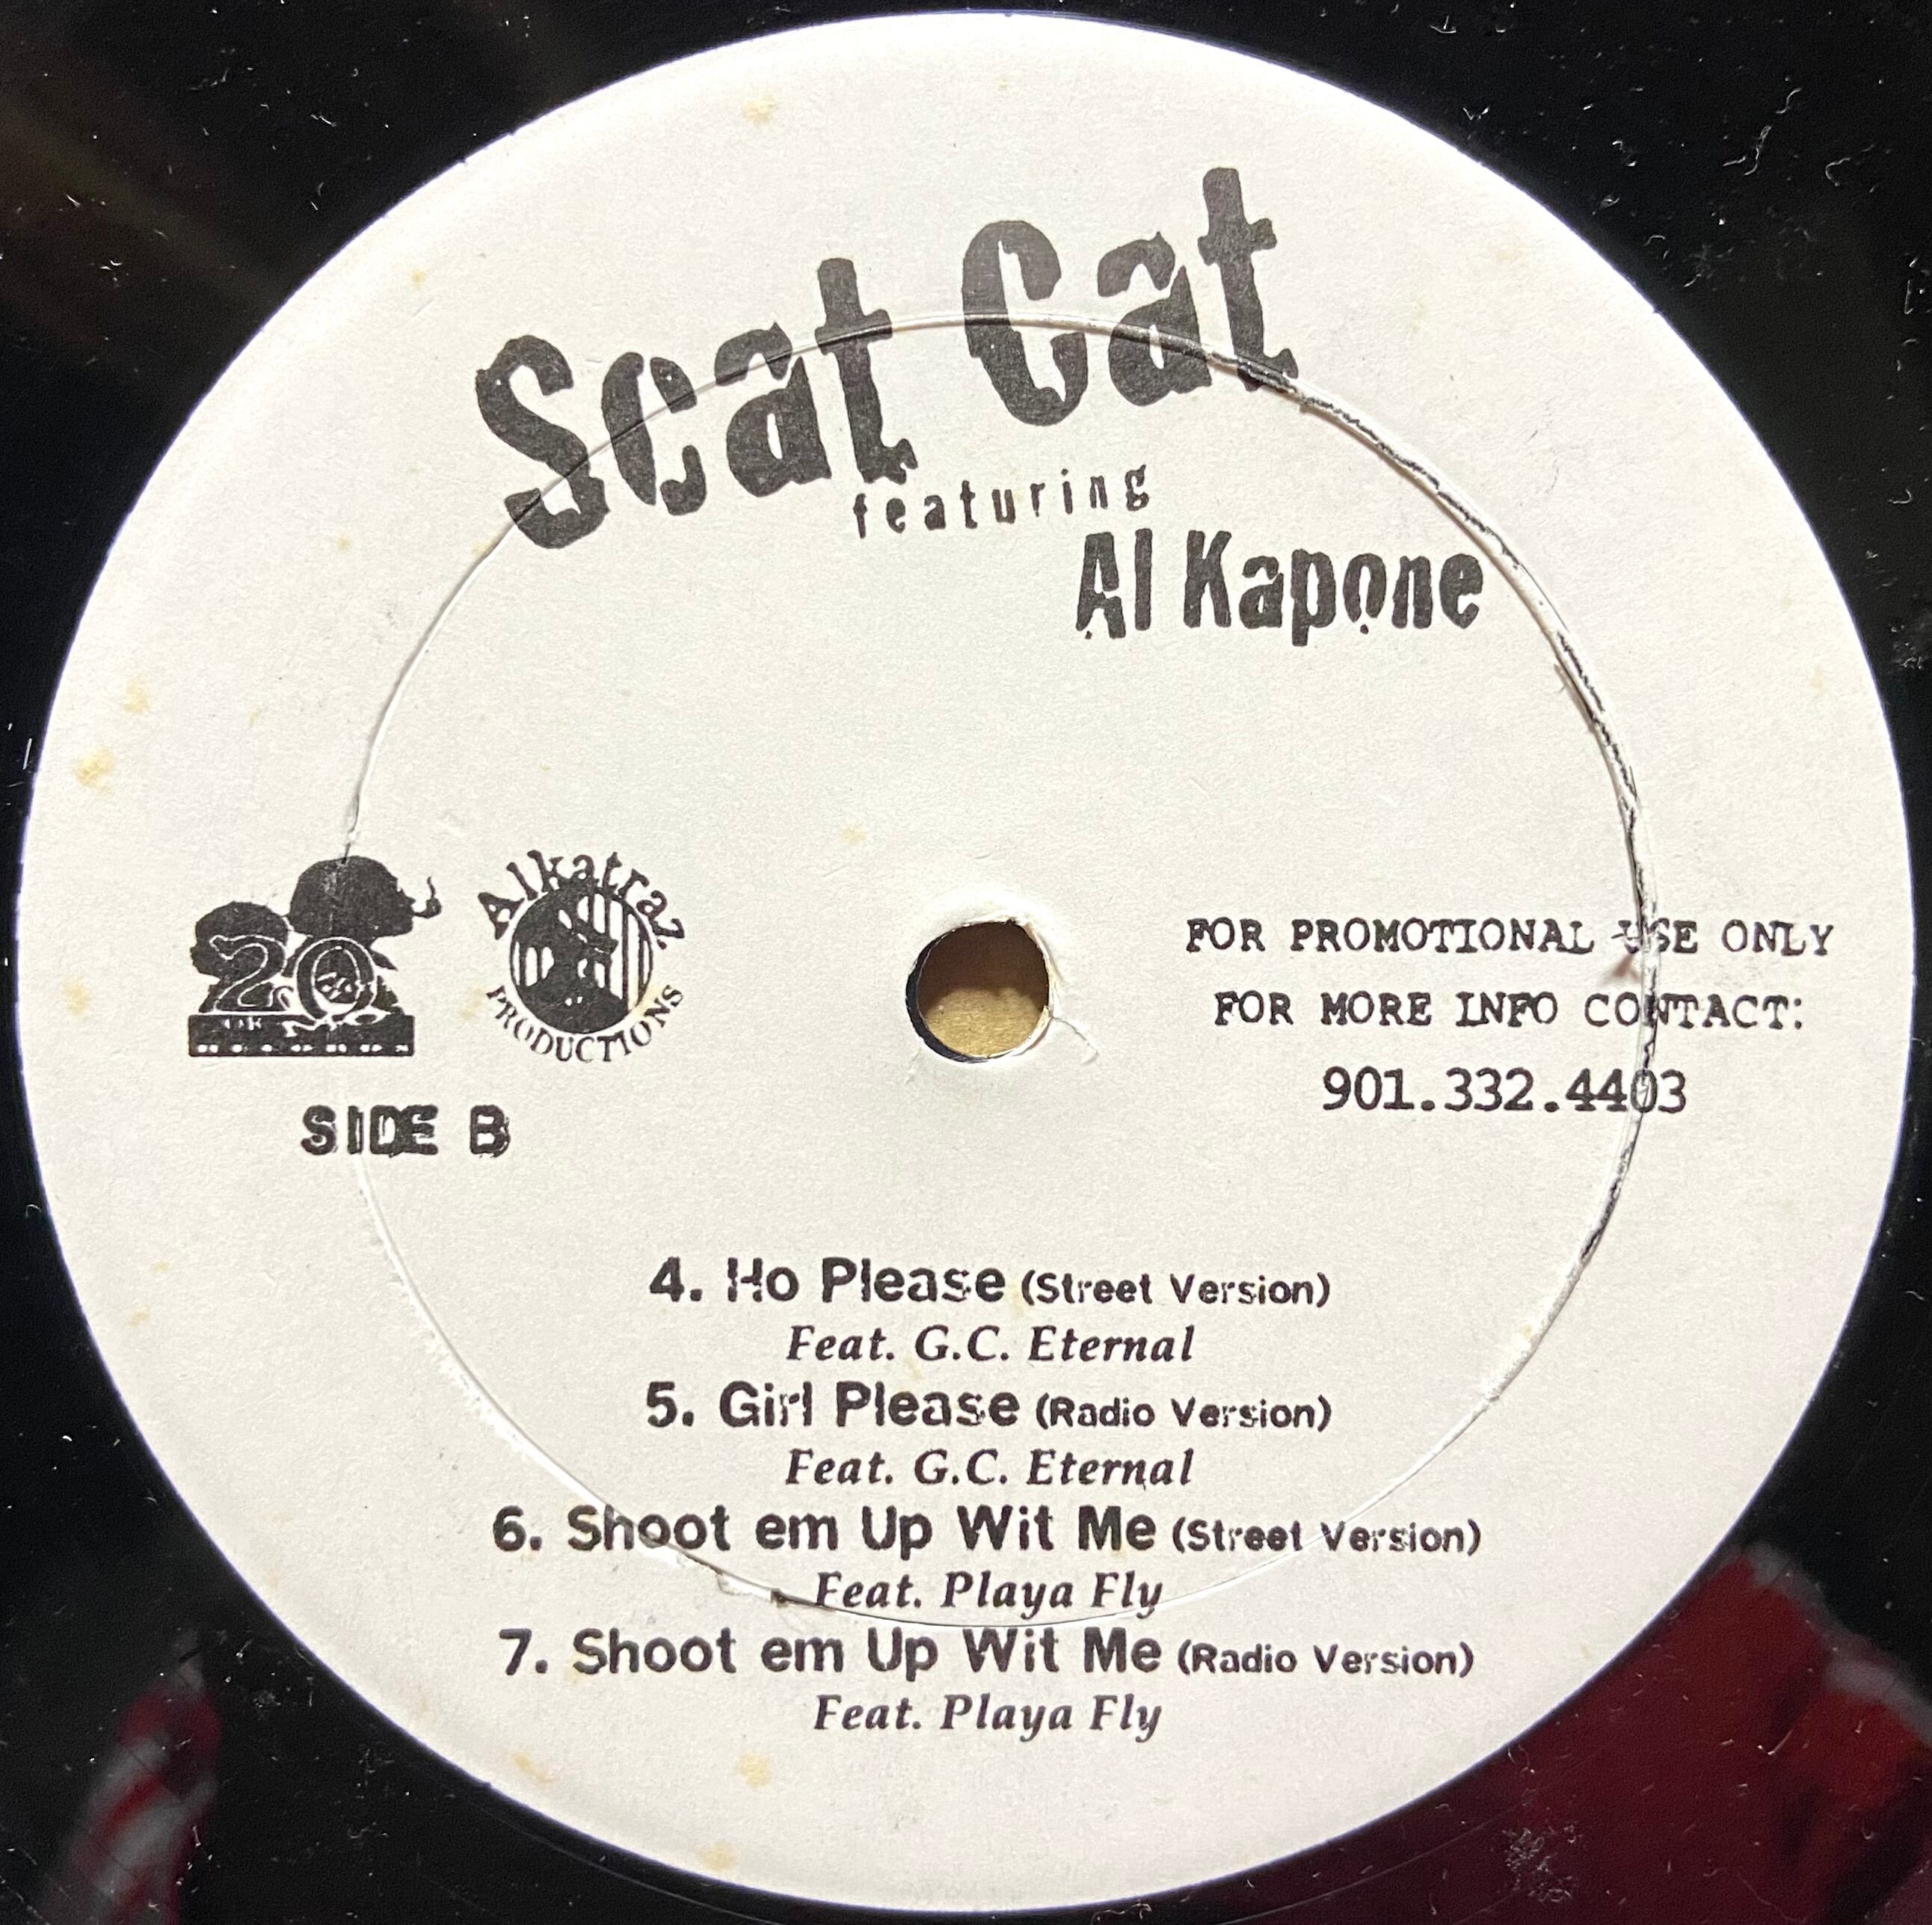 Scat Cat
featuring
Al Kapone
20
Alkatraz
PRODUCTIONS
SIDE B
FOR PROMOTIONAL USE ONLY
FOR MORE INFO CONTACT:
901.332.4403
4. Ho Please (Street Version)
Feat. G.C. Eternal
5. Girl Please (Radio Version)
Feat. G.C. Eternal
6. Shoot em Up Wit Me (Street Version)
Feat. Playa Fly
7. Shoot em Up Wit Me (Radio Version)
Feat. Playa Fly